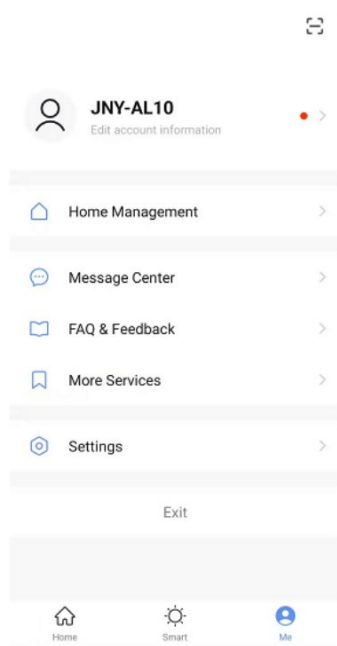 JNY-AL10
Edit account information
Home Management
Message Center
FAQ & Feedback
More Services
Settings
Exit
Home
Smart
Me